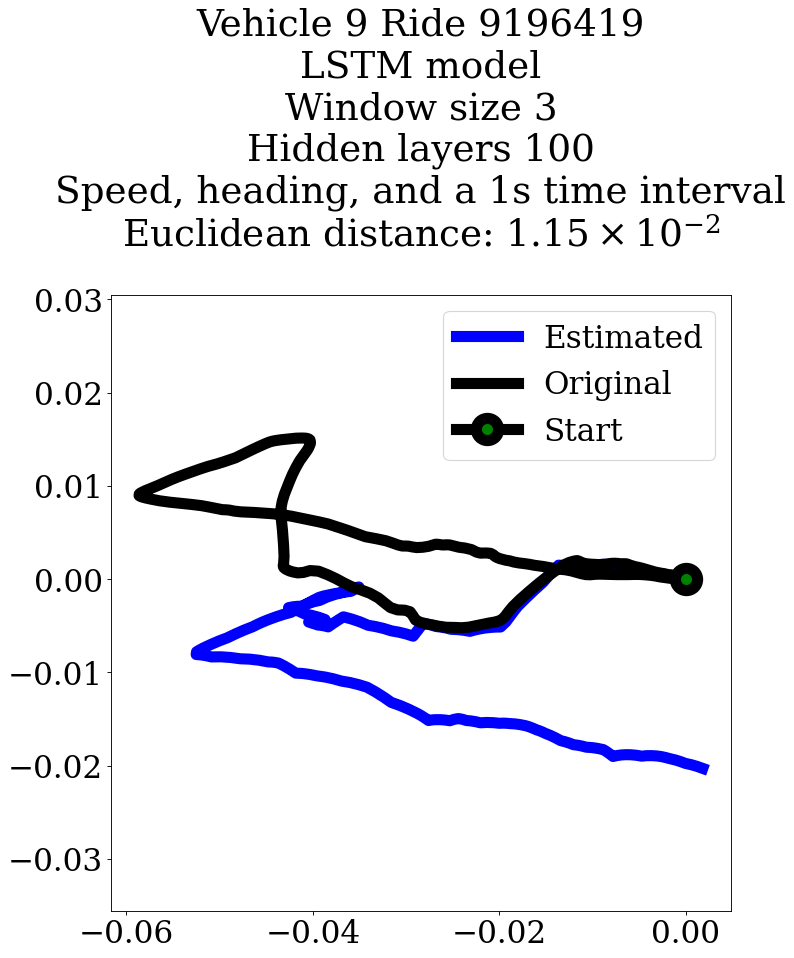 Vehicle 9 Ride 9196419
LSTM model
Window size 3
Hidden layers 100
Speed, heading, and a 1s time interval
Euclidean distance: 1.15 × 10⁻²
Estimated
Original
Start
0.03
0.02
0.01
0.00
−0.01
−0.02
−0.03
−0.06 −0.04 −0.02 0.00